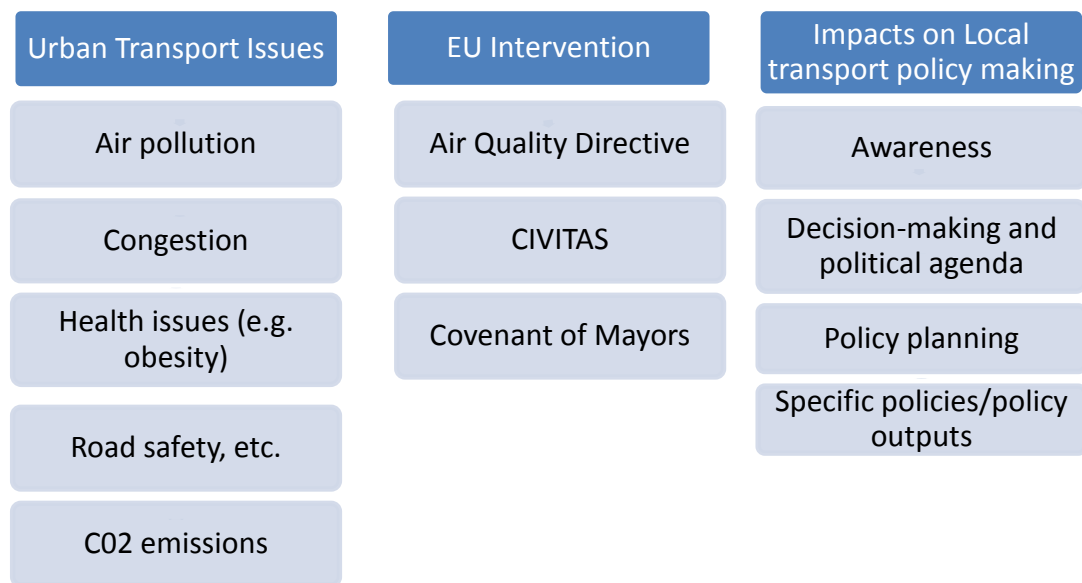 Urban Transport Issues
Air pollution
Congestion
Health issues (e.g.
obesity)
Road safety, etc.
C02 emissions
EU Intervention
Air Quality Directive
CIVITAS
Covenant of Mayors
Impacts on Local
transport policy making
Awareness
Decision-making and
political agenda
Policy planning
Specific policies/policy
outputs